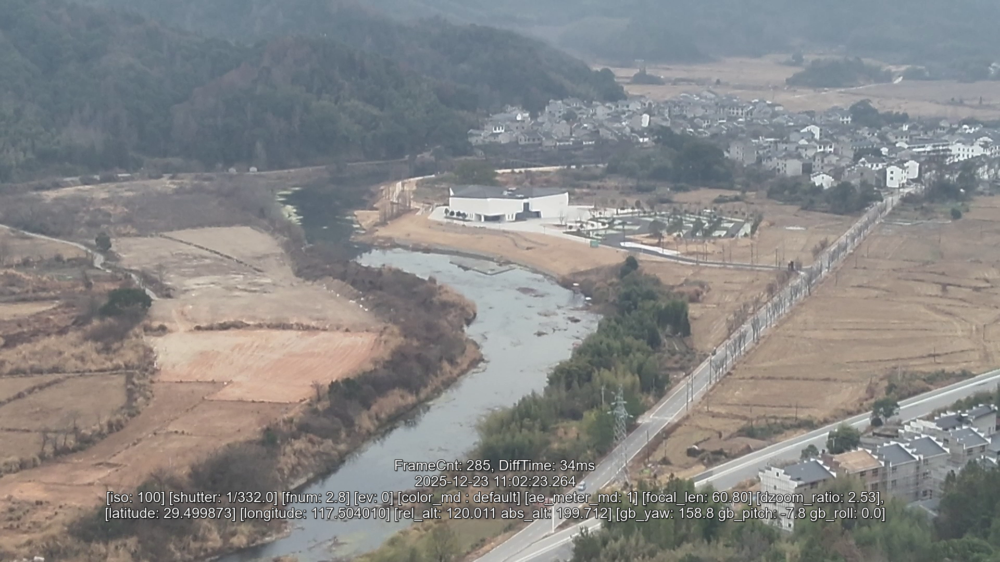 FrameCnt: 285, DiffTime: 34ms
2025-12-23 11:02:23.264
[iso: 100] [shutter: 1/332.0] [fnum: 2.8] [ev: 0] [color_md : default] [ae_meter_md: 1] [focal_len: 60.80] [dzoom_ratio: 2.53],
[latitude: 29.499873] [longitude: 117.504010] [rel_alt: 120.011 abs_alt: 199.712] [gb_yaw: 158.8 gb_pitch: -7.8 gb_roll: 0.0]